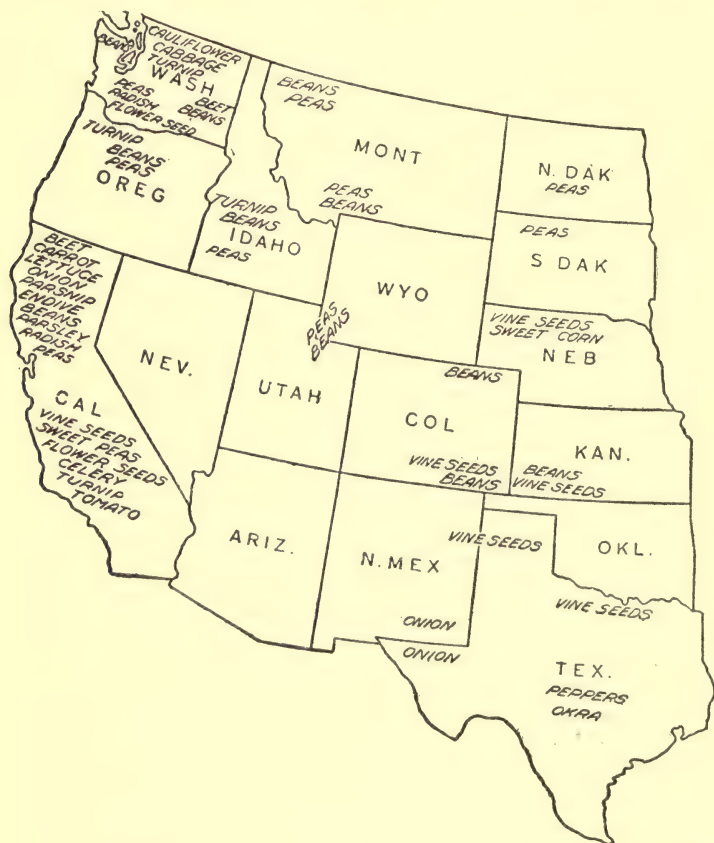 BEANS
CAULIFLOWER
CABBAGE
TURNIP
WASH
PEAS BEET
RADISH BEANS
FLOWER SEED
TURNIP
BEANS
PEAS
OREG
BEANS
PEAS
MONT
PEAS
BEANS
TURNIP
BEANS
IDAHO
PEAS
N. DAK
PEAS
PEAS
S DAK
WYO
VINE SEEDS
SWEET CORN
NEB
BEET
CARROT
LETTUCE
ONION
PARSNIP
ENDIVE
BEANS
PARSLEY
RADISH
PEAS
CAL
VINE SEEDS
SWEET PEAS
FLOWER SEEDS
CELERY
TURNIP
TOMATO
NEV.
PEAS
BEANS
UTAH
BEANS
COL
VINE SEEDS
BEANS
KAN.
BEANS
VINE SEEDS
ARIZ.
N. MEX
ONION
VINE SEEDS
OKL.
VINE SEEDS
ONION
TEX.
PEPPERS
OKRA